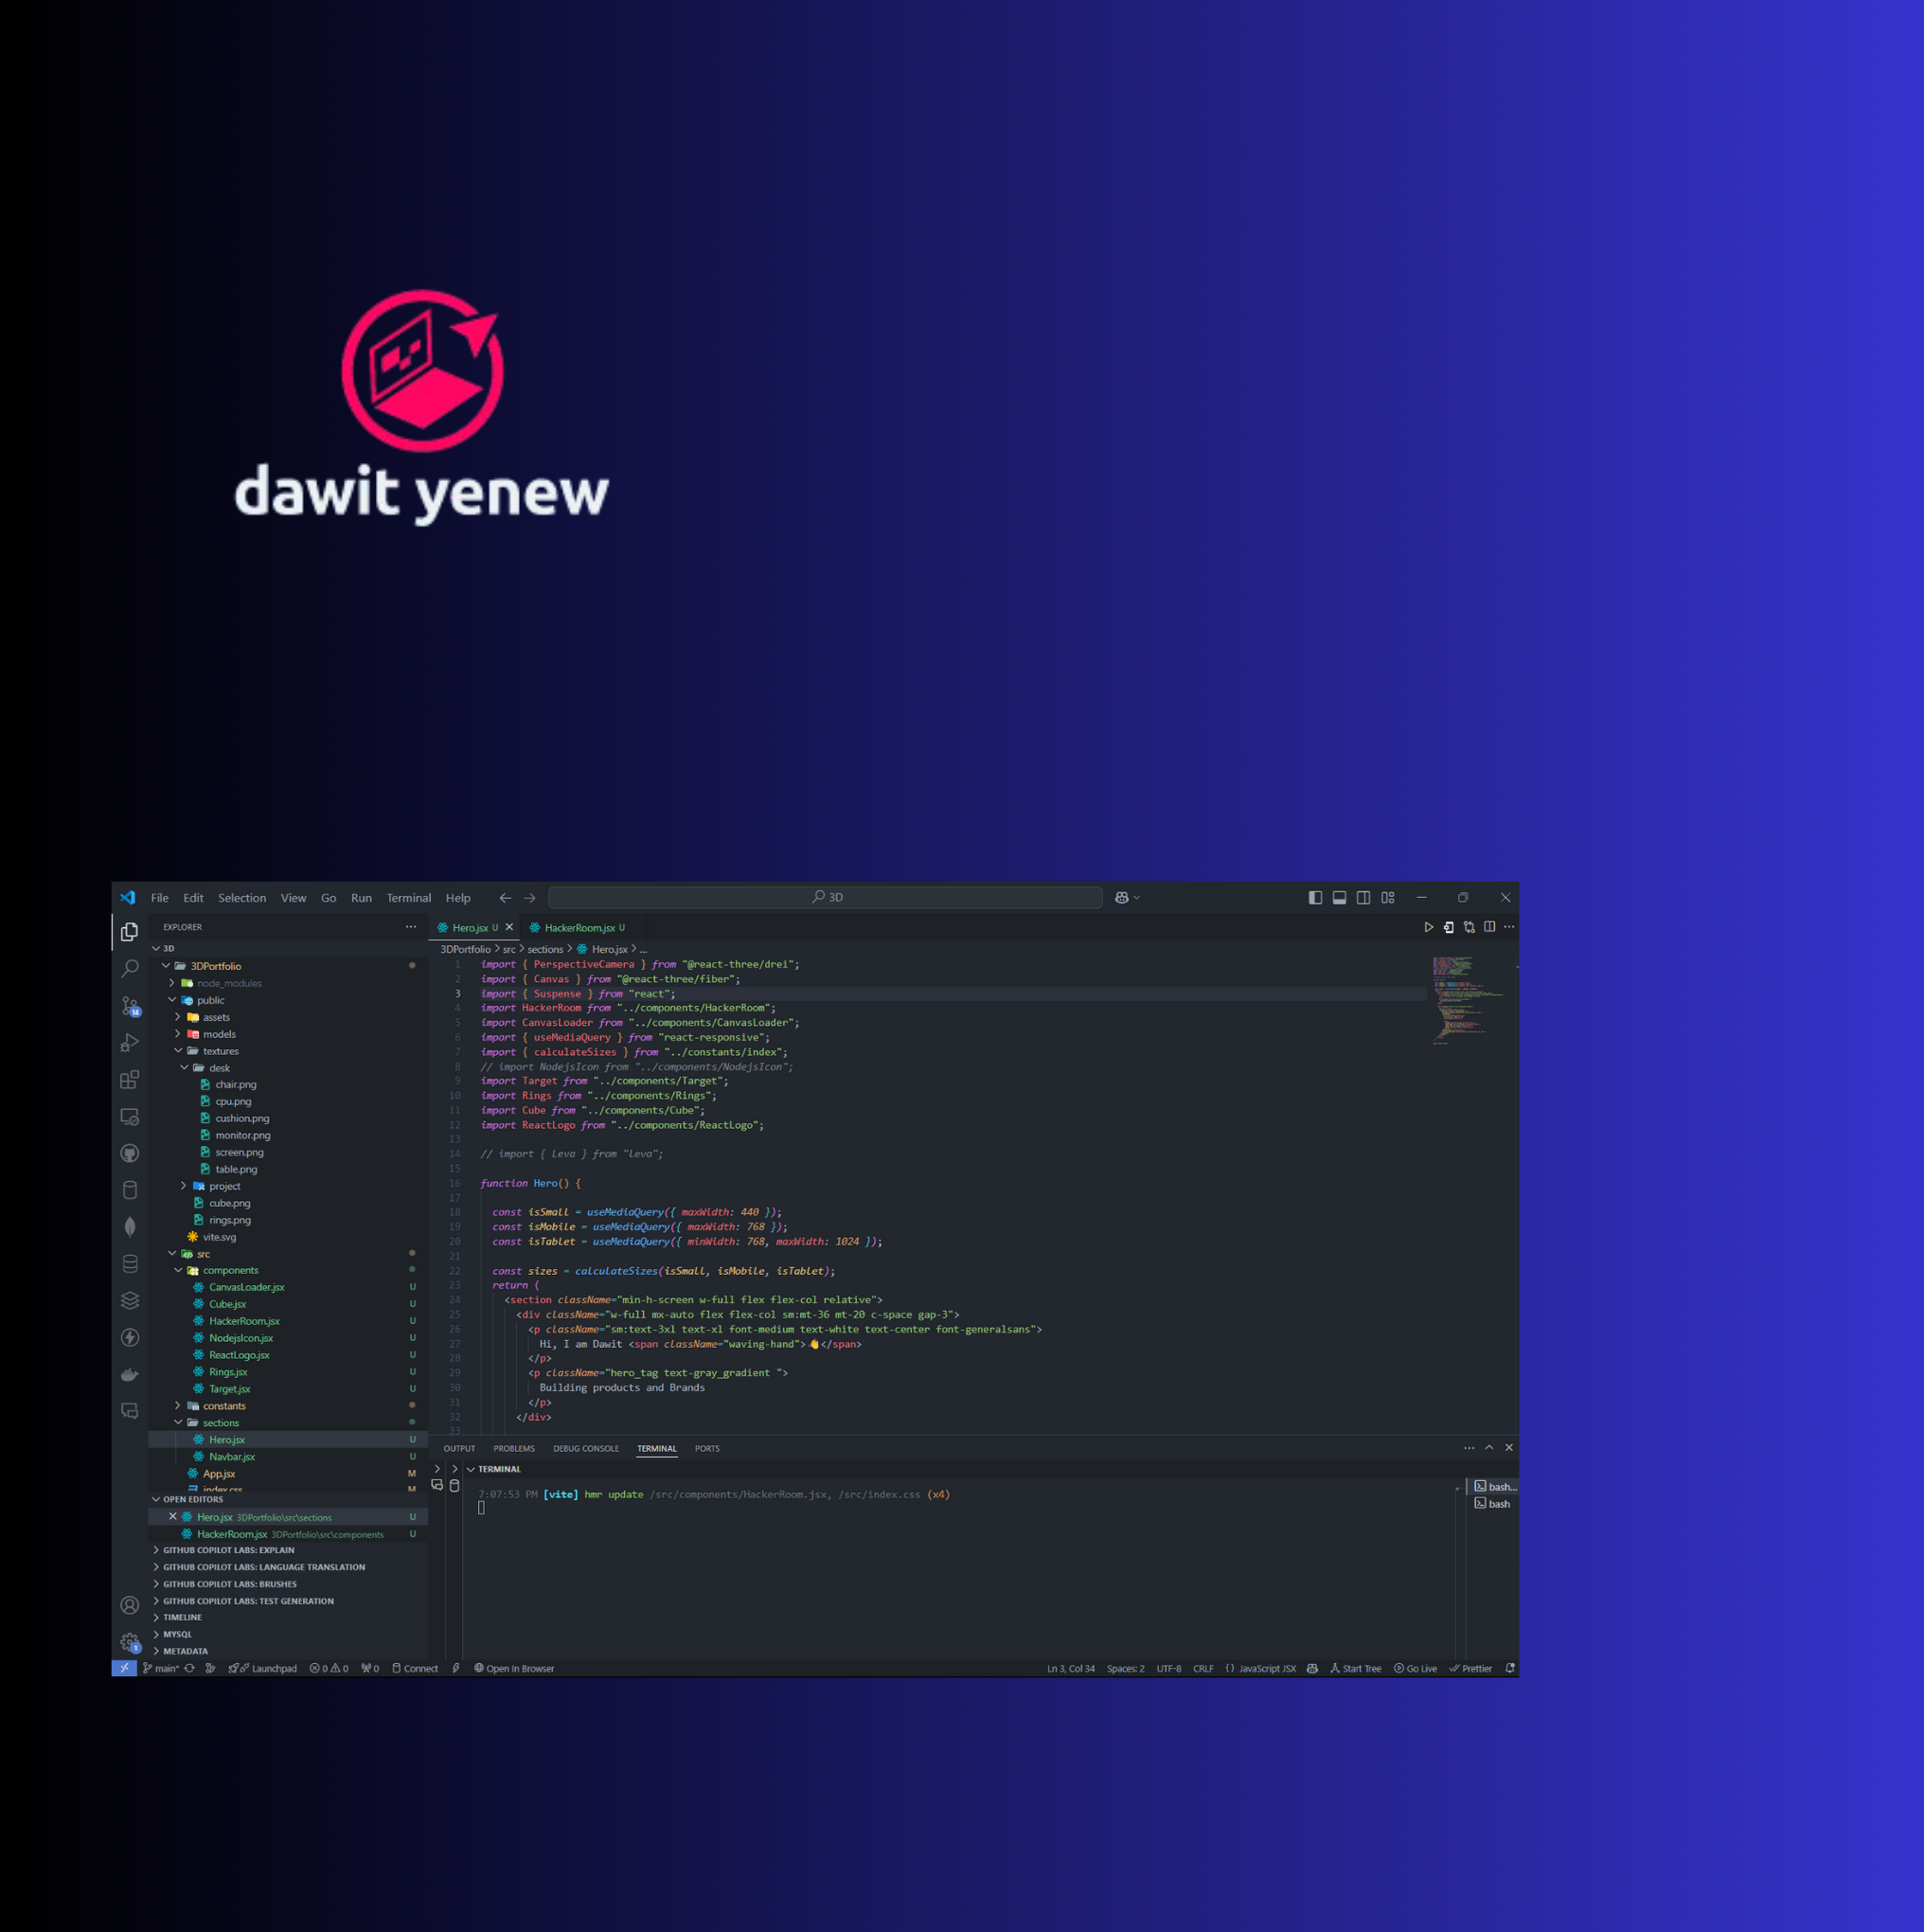 dawit yenew
File Edit Selection View Go Run Terminal Help
3D
EXPLORER
3D
3DPortfolio
node_modules
public
assets
models
textures
desk
chair.png
cpu.png
cushion.png
monitor.png
screen.png
table.png
project
cube.png
rings.png
vite.svg
src
components
CanvasLoader.jsx U
Cube.jsx U
HackerRoom.jsx U
NodejsIcon.jsx U
ReactLogo.jsx U
Rings.jsx U
Target.jsx U
constants
sections
Hero.jsx U
Navbar.jsx U
App.jsx M
index.css M
OPEN EDITORS
Hero.jsx 3DPortfolio\src\sections U
HackerRoom.jsx 3DPortfolio\src\components U
GITHUB COPILOT LABS: EXPLAIN
GITHUB COPILOT LABS: LANGUAGE TRANSLATION
GITHUB COPILOT LABS: BRUSHES
GITHUB COPILOT LABS: TEST GENERATION
TIMELINE
MYSQL
METADATA
14
1
Hero.jsx U HackerRoom.jsx U
3DPortfolio > src > sections > Hero.jsx > ...
1 import { PerspectiveCamera } from "@react-three/drei";
2 import { Canvas } from "@react-three/fiber";
3 import { Suspense } from "react";
4 import HackerRoom from "../components/HackerRoom";
5 import CanvasLoader from "../components/CanvasLoader";
6 import { useMediaQuery } from "react-responsive";
7 import { calculateSizes } from "../constants/index";
8 // import NodejsIcon from "../components/NodejsIcon";
9 import Target from "../components/Target";
10 import Rings from "../components/Rings";
11 import Cube from "../components/Cube";
12 import ReactLogo from "../components/ReactLogo";
13
14 // import { Leva } from "leva";
15
16 function Hero() {
17
18 const isSmall = useMediaQuery({ maxWidth: 440 });
19 const isMobile = useMediaQuery({ maxWidth: 768 });
20 const isTablet = useMediaQuery({ minWidth: 768, maxWidth: 1024 });
21
22 const sizes = calculateSizes(isSmall, isMobile, isTablet);
23 return (
24 <section className="min-h-screen w-full flex flex-col relative">
25 <div className="w-full mx-auto flex flex-col sm:mt-36 mt-20 c-space gap-3">
26 <p className="sm:text-3xl text-xl font-medium text-white text-center font-generalsans">
27 Hi, I am Dawit <span className="waving-hand">👋</span>
28 </p>
29 <p className="hero_tag text-gray_gradient ">
30 Building products and Brands
31 </p>
32 </div>
33
OUTPUT PROBLEMS DEBUG CONSOLE TERMINAL PORTS
TERMINAL
7:07:53 PM [vite] hmr update /src/components/HackerRoom.jsx, /src/index.css (x4)
bash...
bash
main* Launchpad 0 0 0 Connect Open In Browser Ln 3, Col 34 Spaces: 2 UTF-8 CRLF {} JavaScript JSX Start Tree Go Live Prettier